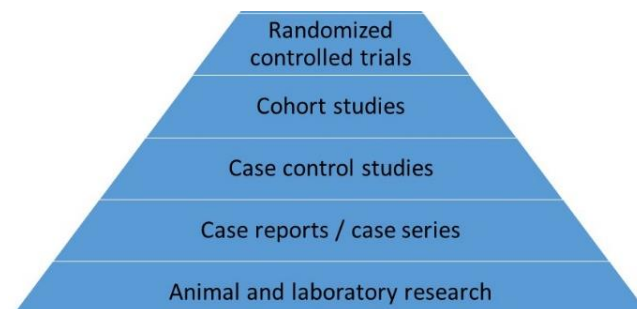 Randomized
controlled trials
Cohort studies
Case control studies
Case reports / case series
Animal and laboratory research